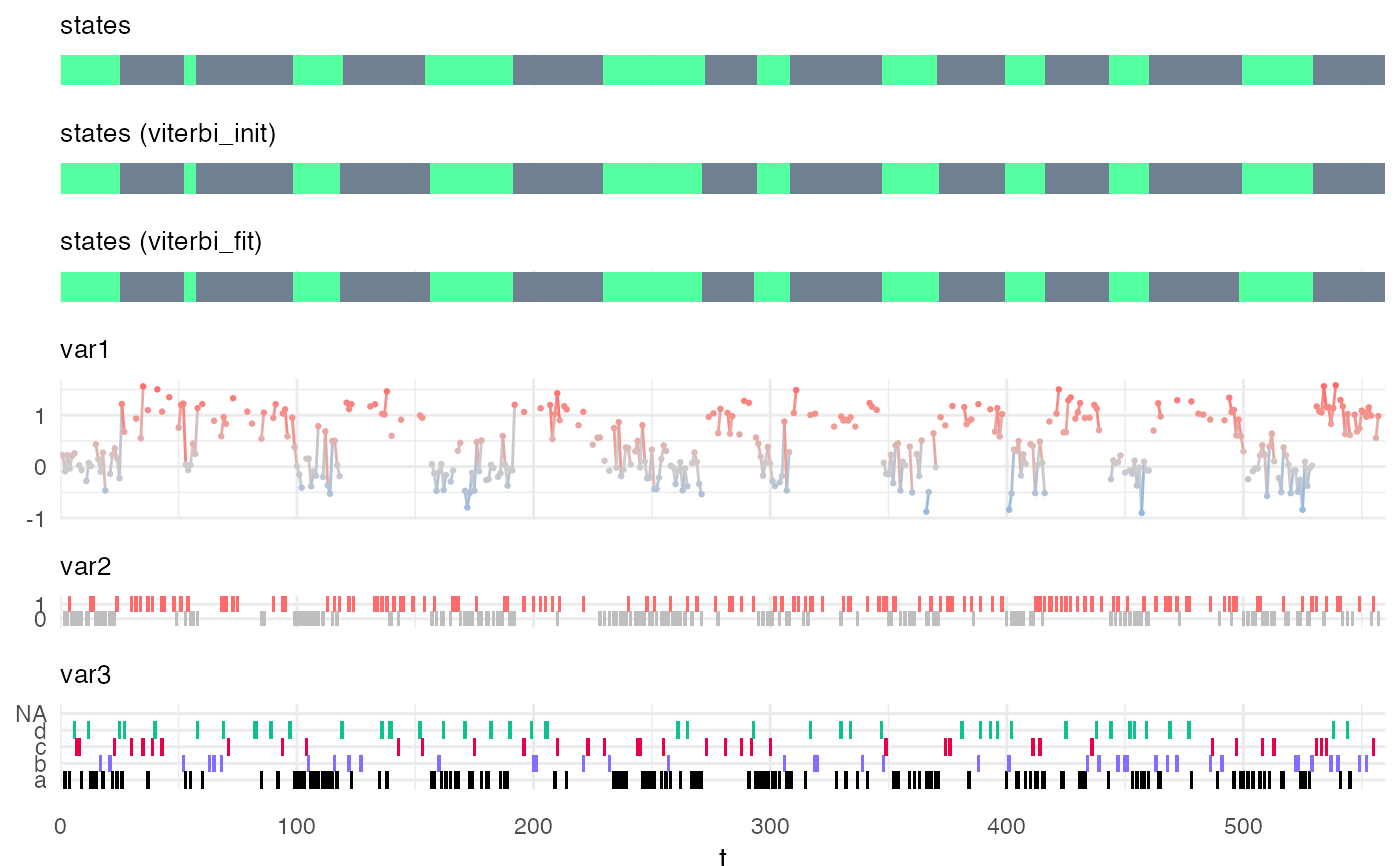 states
states (viterbi_init)
states (viterbi_fit)
var1
1
0
-1
var2
1
0
var3
NA
d
c
b
a
0 100 200 300 400 500
t